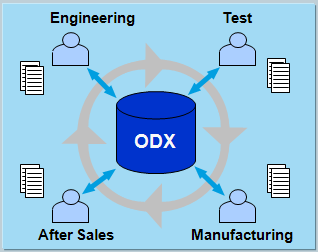 Engineering
Test
ODX
After Sales
Manufacturing